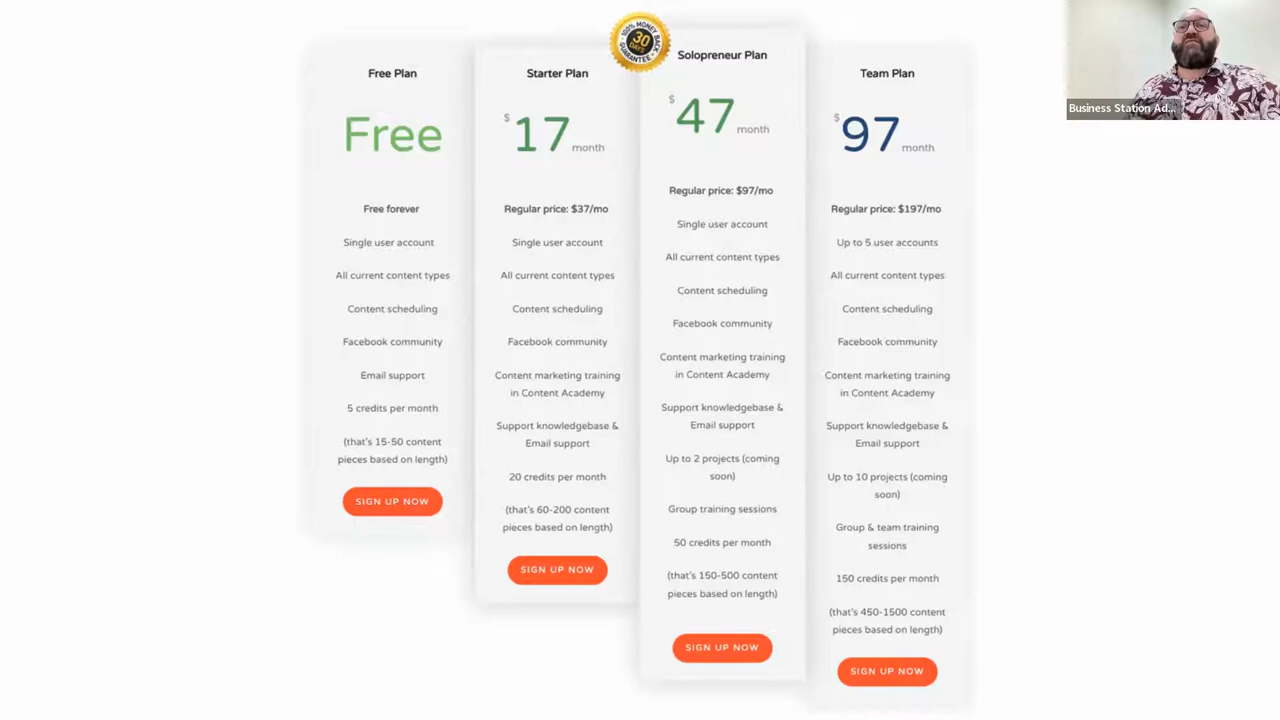 Free Plan
Free
Free forever
Single user account
All current content types
Content scheduling
Facebook community
Email support
5 credits per month
(that's 15-50 content
pieces based on length)
SIGN UP NOW
Starter Plan
$17 month
Regular price: $37/mo
Single user account
All current content types
Content scheduling
Facebook community
Content marketing training
in Content Academy
Support knowledgebase &
Email support
20 credits per month
(that's 60-200 content
pieces based on length)
SIGN UP NOW
100% MONEY BACK
30
DAYS
GUARANTEE
Solopreneur Plan
$47 month
Regular price: $97/mo
Single user account
All current content types
Content scheduling
Facebook community
Content marketing training
in Content Academy
Support knowledgebase &
Email support
Up to 2 projects (coming
soon)
Group training sessions
50 credits per month
(that's 150-500 content
pieces based on length)
SIGN UP NOW
Team Plan
$97 month
Regular price: $197/mo
Up to 5 user accounts
All current content types
Content scheduling
Facebook community
Content marketing training
in Content Academy
Support knowledgebase &
Email support
Up to 10 projects (coming
soon)
Group & team training
sessions
150 credits per month
(that's 450-1500 content
pieces based on length)
SIGN UP NOW
Business Station Ad...